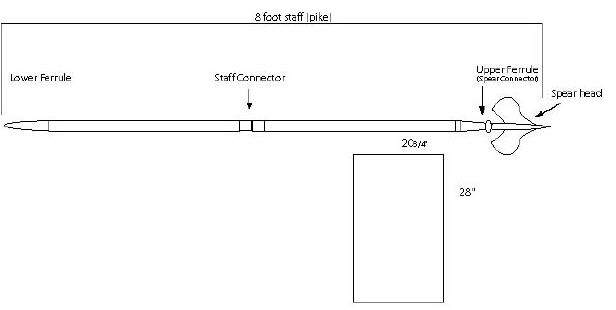 8 foot staff |pike|
Lower Ferrule
Staff Connector
Upper Ferrule
(Spear Connector)
Spear head
20 3/4"
28"